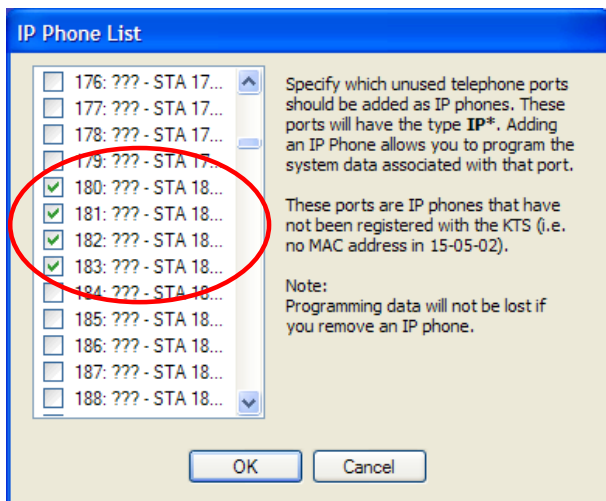 IP Phone List
176: ??? - STA 17...
177: ??? - STA 17...
178: ??? - STA 17...
179: ??? - STA 17...
180: ??? - STA 18...
181: ??? - STA 18...
182: ??? - STA 18...
183: ??? - STA 18...
184: ??? - STA 18...
185: ??? - STA 18...
186: ??? - STA 18...
187: ??? - STA 18...
188: ??? - STA 18...
Specify which unused telephone ports
should be added as IP phones. These
ports will have the type IP*. Adding
an IP Phone allows you to program the
system data associated with that port.
These ports are IP phones that have
not been registered with the KTS (i.e.
no MAC address in 15-05-02).
Note:
Programming data will not be lost if
you remove an IP phone.
OK
Cancel